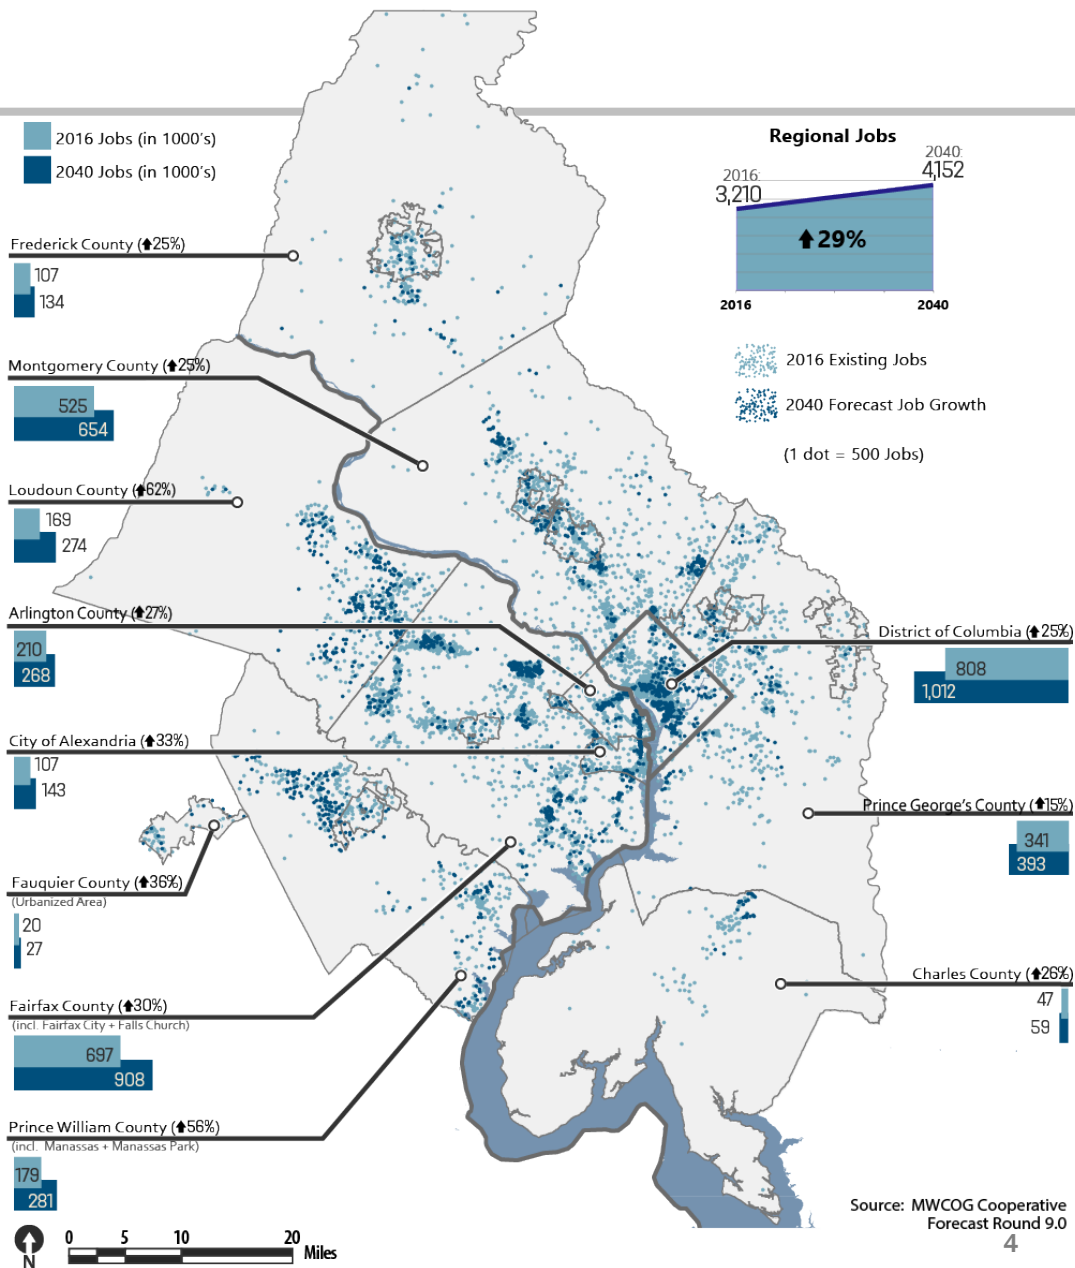 2016 Jobs (in 1000's)
2040 Jobs (in 1000's)
Regional Jobs
2016:
3,210
2040:
4,152
⬆29%
2016
2040
2016 Existing Jobs
2040 Forecast Job Growth
(1 dot = 500 Jobs)
Frederick County (⬆25%)
107
134
Montgomery County (⬆25%)
525
654
Loudoun County (⬆62%)
169
274
Arlington County (⬆27%)
210
268
City of Alexandria (⬆33%)
107
143
Fauquier County (⬆36%)
(Urbanized Area)
20
27
Fairfax County (⬆30%)
(incl. Fairfax City + Falls Church)
697
908
Prince William County (⬆56%)
(incl. Manassas + Manassas Park)
179
281
District of Columbia (⬆25%)
808
1,012
Prince George's County (⬆15%)
341
393
Charles County (⬆26%)
47
59
N
0 5 10 20
Miles
Source: MWCOG Cooperative
Forecast Round 9.0
4